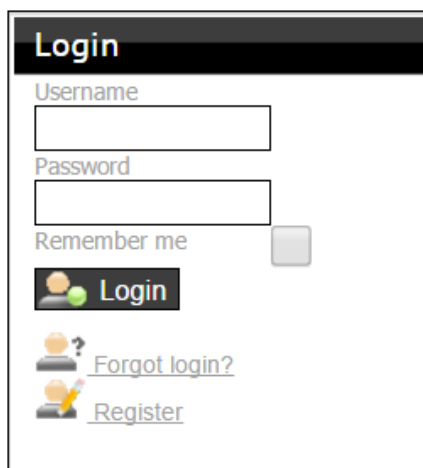 Login
Username
Password
Remember me
Login
? Forgot login?
Register